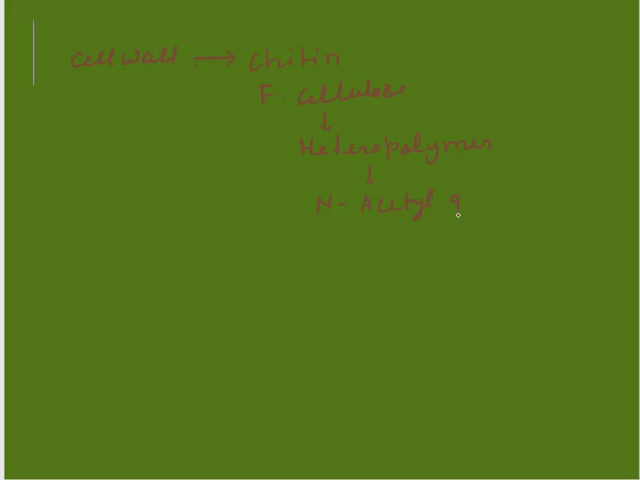 Cell Wall → Chitin
F. Cellulose
↓
Heteropolymer
↓
N- Acetyl g